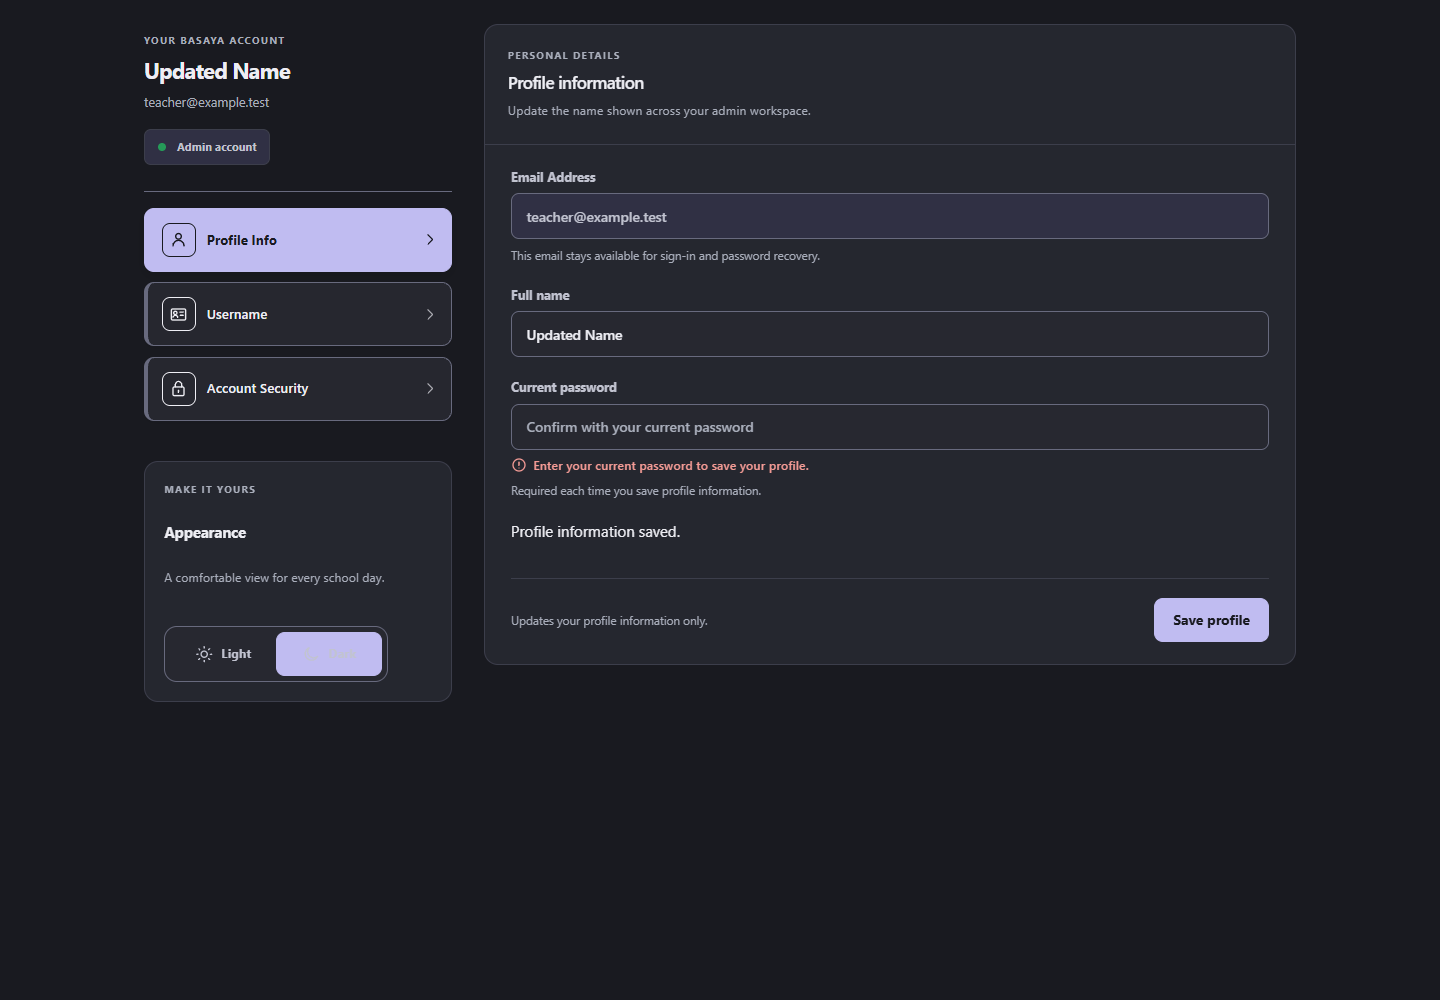 YOUR BASAYA ACCOUNT
Updated Name
teacher@example.test
Admin account
Profile Info
Username
Account Security
MAKE IT YOURS
Appearance
A comfortable view for every school day.
Light
PERSONAL DETAILS
Profile information
Update the name shown across your admin workspace.
Email Address
teacher@example.test
This email stays available for sign-in and password recovery.
Full name
Updated Name
Current password
Confirm with your current password
Enter your current password to save your profile.
Required each time you save profile information.
Profile information saved.
Updates your profile information only.
Save profile